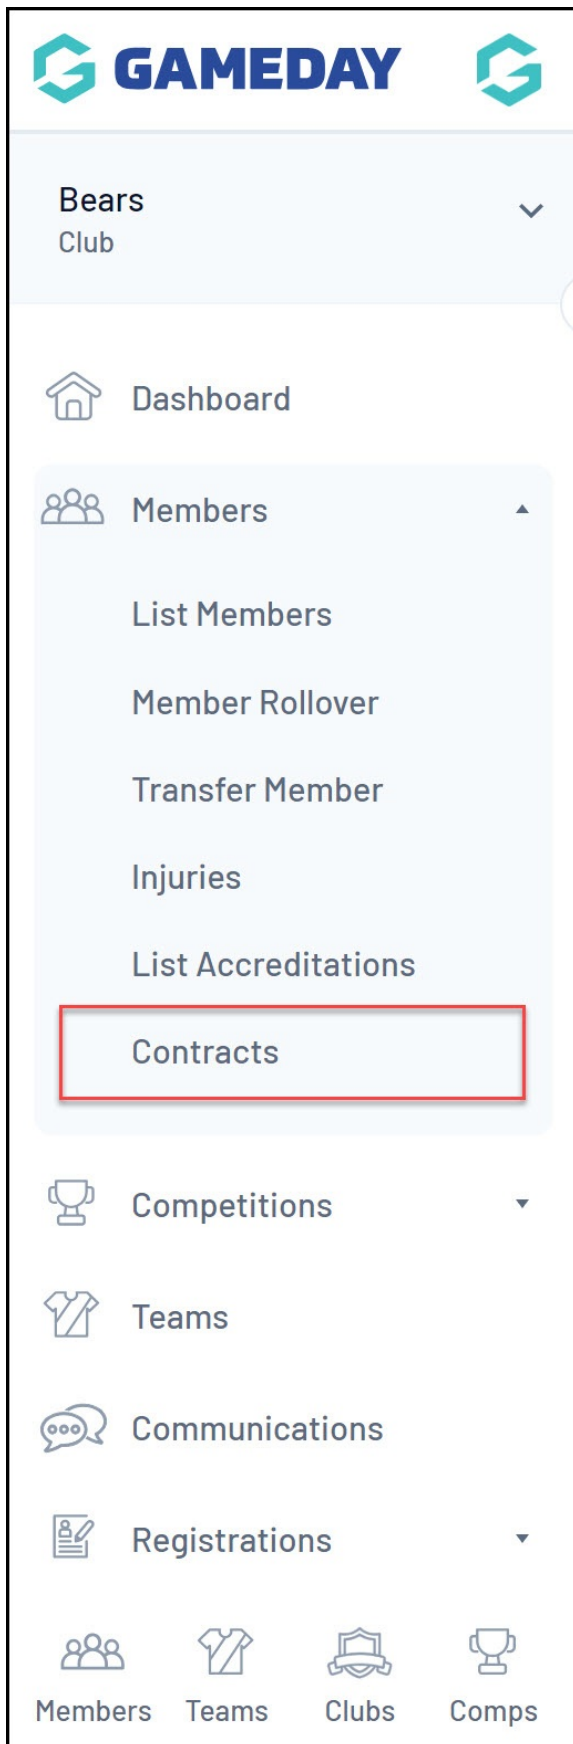 GAMEDAY
Bears
Club
Dashboard
Members
List Members
Member Rollover
Transfer Member
Injuries
List Accreditations
Contracts
Competitions
Teams
Communications
Registrations
Members Teams Clubs Comps